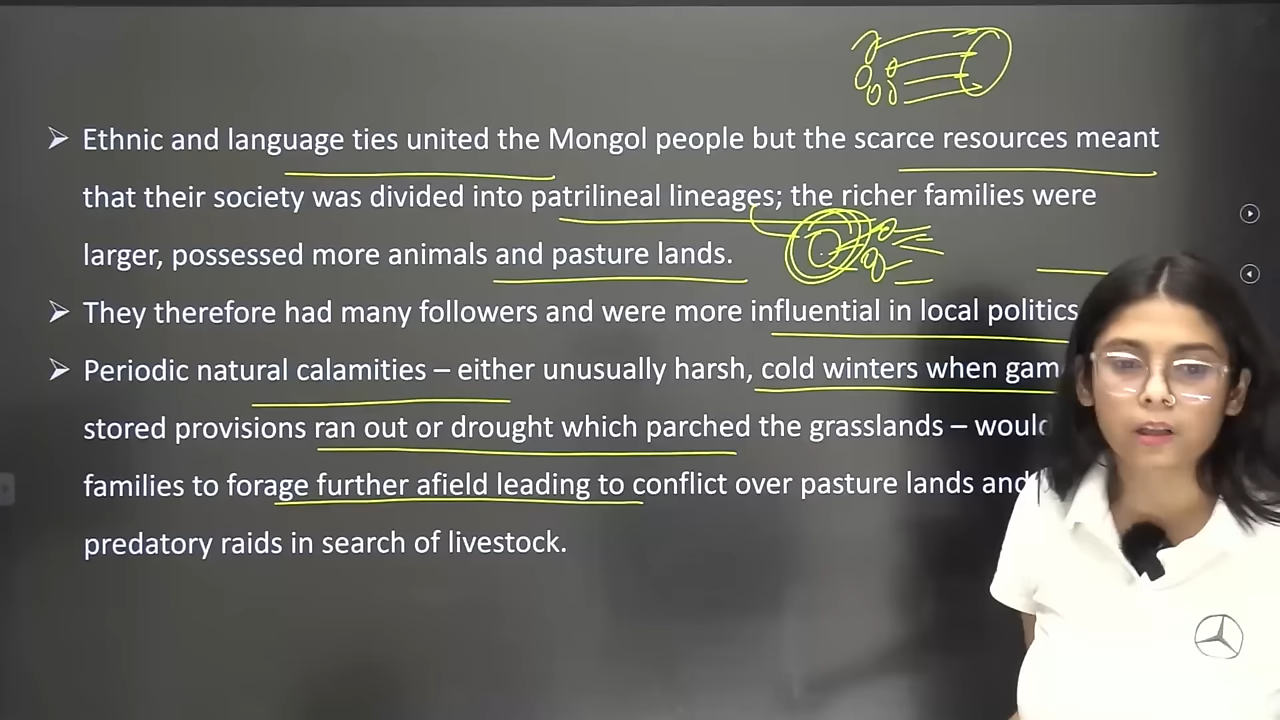 ➤ Ethnic and language ties united the Mongol people but the scarce resources meant
that their society was divided into patrilineal lineages; the richer families were
larger, possessed more animals and pasture lands.
➤ They therefore had many followers and were more influential in local politics
➤ Periodic natural calamities – either unusually harsh, cold winters when
stored provisions ran out or drought which parched the grasslands –
families to forage further afield leading to conflict over pasture lands and
predatory raids in search of livestock.